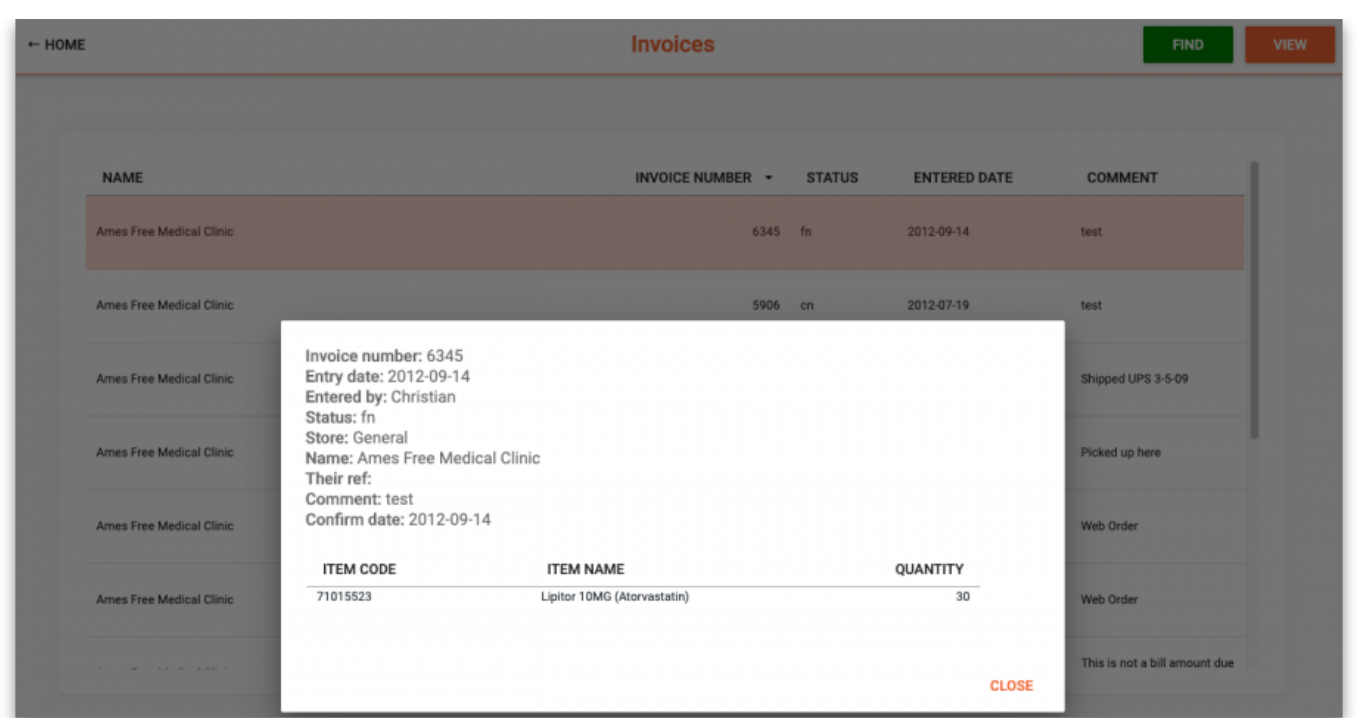 ← HOME
Invoices
FIND
VIEW
NAME INVOICE NUMBER STATUS ENTERED DATE COMMENT
Ames Free Medical Clinic 6345 fn 2012-09-14 test
Ames Free Medical Clinic 5906 cn 2012-07-19 test
Ames Free Medical Clinic Shipped UPS 3-5-09
Ames Free Medical Clinic Picked up here
Ames Free Medical Clinic Web Order
Ames Free Medical Clinic Web Order
This is not a bill amount due
Invoice number: 6345
Entry date: 2012-09-14
Entered by: Christian
Status: fn
Store: General
Name: Ames Free Medical Clinic
Their ref:
Comment: test
Confirm date: 2012-09-14
ITEM CODE ITEM NAME QUANTITY
71015523 Lipitor 10MG (Atorvastatin) 30
CLOSE